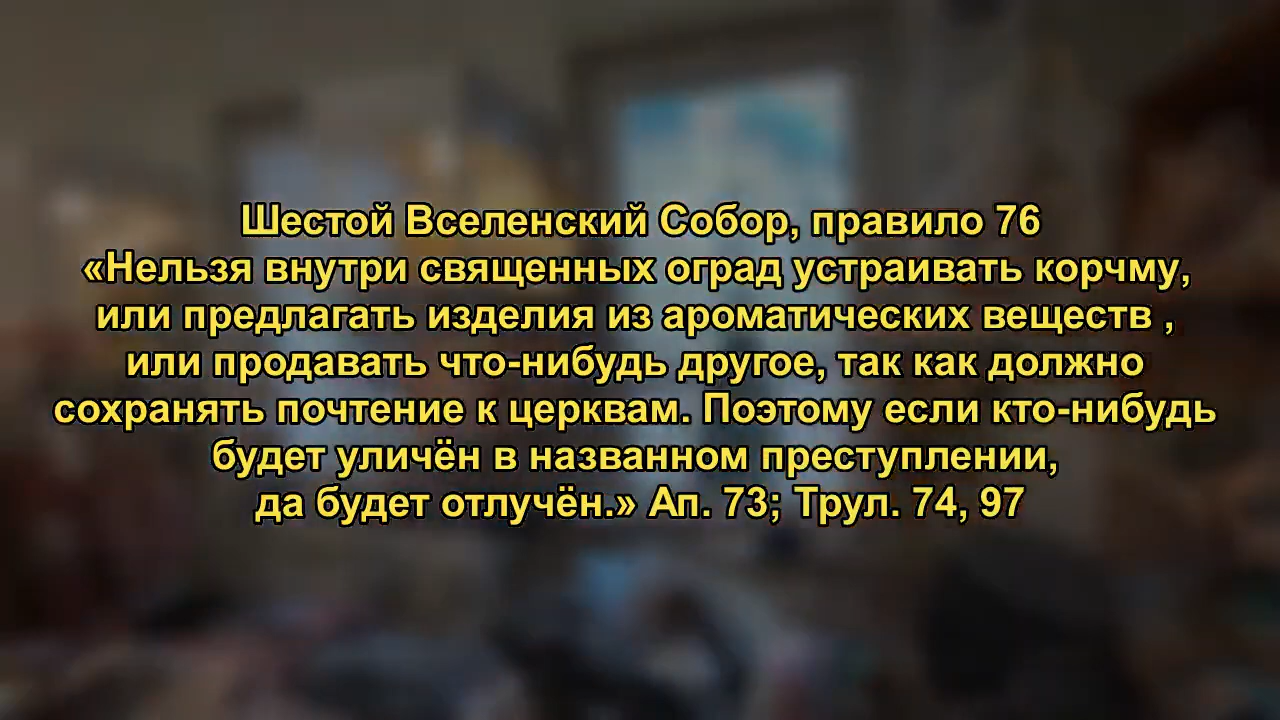 Шестой Вселенский Собор, правило 76
«Нельзя внутри священных оград устраивать корчму,
или предлагать изделия из ароматических веществ ,
или продавать что-нибудь другое, так как должно
сохранять почтение к церквам. Поэтому если кто-нибудь
будет уличён в названном преступлении,
да будет отлучён.» Ап. 73; Трул. 74, 97